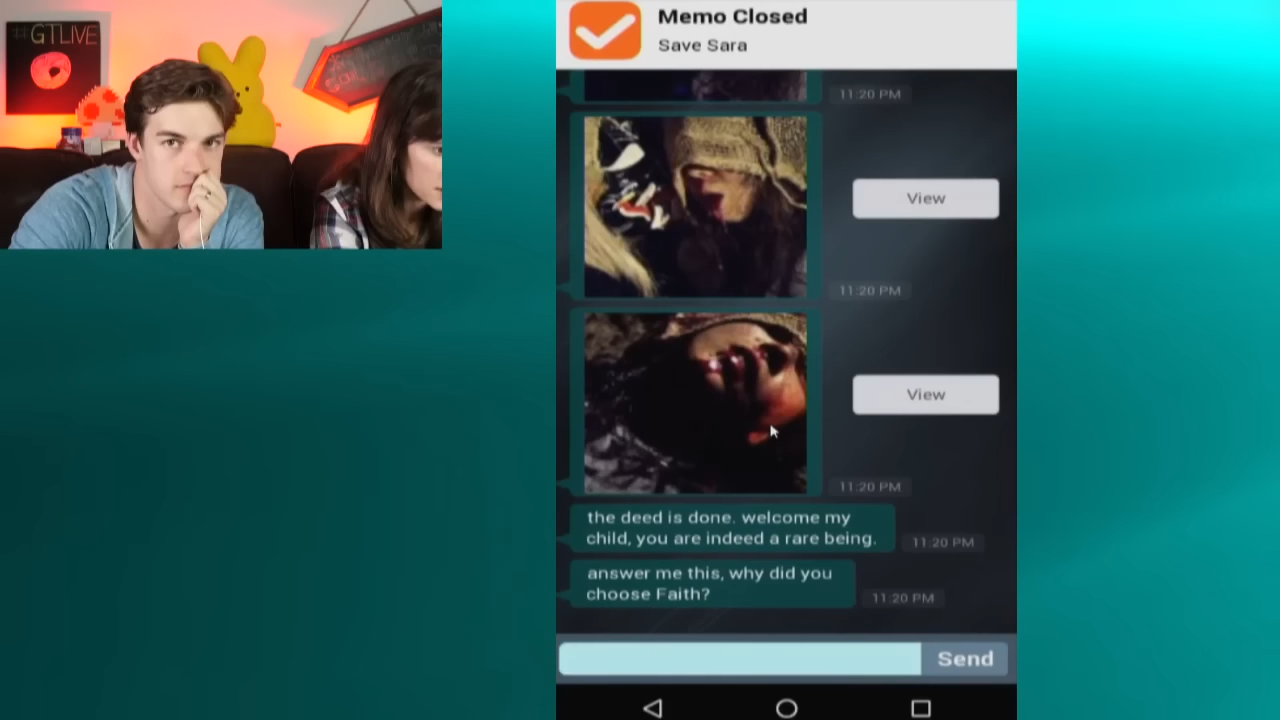 #GTLIVE
Memo Closed
Save Sara
11:20 PM
View
11:20 PM
View
11:20 PM
the deed is done. welcome my
child, you are indeed a rare being.
11:20 PM
answer me this, why did you
choose Faith?
11:20 PM
Send